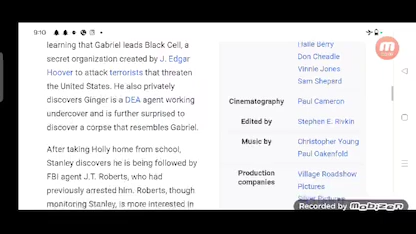 9:10
learning that Gabriel leads Black Cell, a
secret organization created by J. Edgar
Hoover to attack terrorists that threaten
the United States. He also privately
discovers Ginger is a DEA agent working
undercover and is further surprised to
discover a corpse that resembles Gabriel.
After taking Holly home from school,
Stanley discovers he is being followed by
FBI agent J.T. Roberts, who had
previously arrested him. Roberts, though
monitoring Stanley, is more interested in
Halle Berry
Don Cheadle
Vinnie Jones
Sam Shepard
Cinematography Paul Cameron
Edited by Stephen E. Rivkin
Music by Christopher Young
Paul Oakenfold
Production Village Roadshow
companies Pictures
Silver Pictures
Recorded by Mobizen